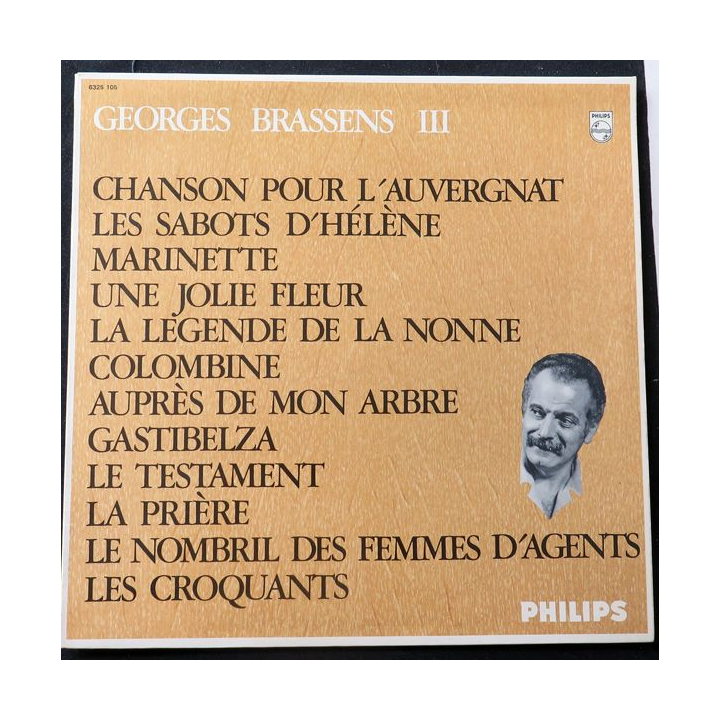 6325 105
GEORGES BRASSENS III
PHILIPS
CHANSON POUR L'AUVERGNAT
LES SABOTS D'HÉLÈNE
MARINETTE
UNE JOLIE FLEUR
LA LEGENDE DE LA NONNE
COLOMBINE
AUPRÈS DE MON ARBRE
GASTIBELZA
LE TESTAMENT
LA PRIÈRE
LE NOMBRIL DES FEMMES D'AGENTS
LES CROQUANTS
PHILIPS